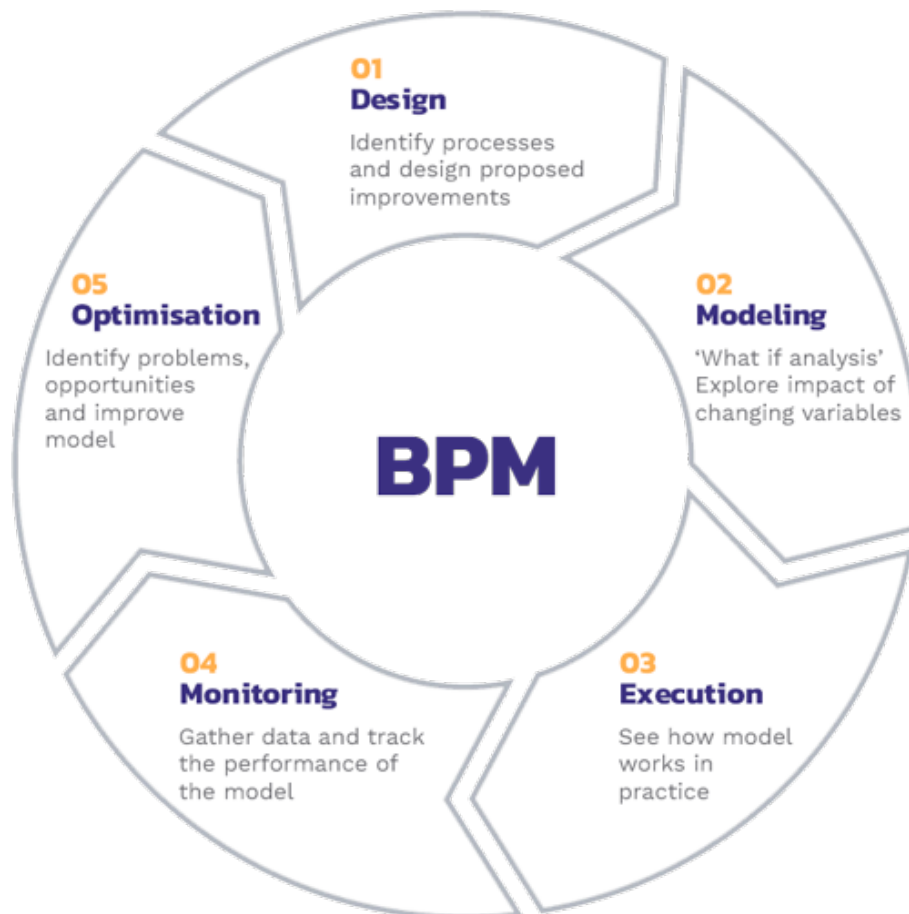 01
Design
Identify processes
and design proposed
improvements
02
Modeling
‘What if analysis’
Explore impact of
changing variables
03
Execution
See how model
works in
practice
04
Monitoring
Gather data and track
the performance of
the model
05
Optimisation
Identify problems,
opportunities
and improve
model
BPM